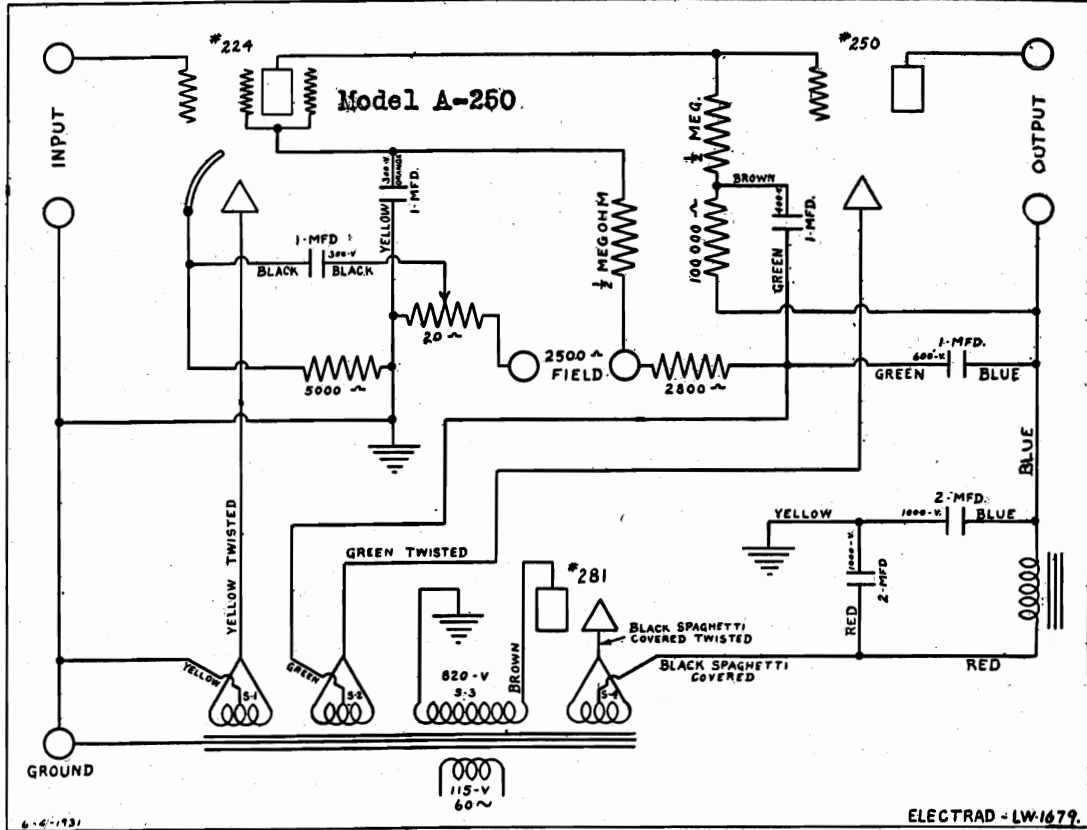 #224
#250
Model A-250
INPUT
OUTPUT
½ MEG.
BROWN
300-V
ORANGE
1-MFD.
YELLOW
½ MEGOHM
100 000 ~
1-MFD.
GREEN
1-MFD
300-V
BLACK
BLACK
20 ~
2500 ~
FIELD
5000 ~
2800 ~
1-MFD.
600-V.
GREEN
BLUE
BLUE
2-MFD.
1000-V.
BLUE
YELLOW
1000-V.
2-MFD
RED
YELLOW TWISTED
GREEN TWISTED
#281
BLACK SPAGHETTI
COVERED TWISTED
BLACK SPAGHETTI
COVERED
RED
YELLOW
GREEN
820-V
S-3
BROWN
S-1
S-2
S-4
GROUND
115-V
60~
6-4-1931
ELECTRAD - LW-1679.